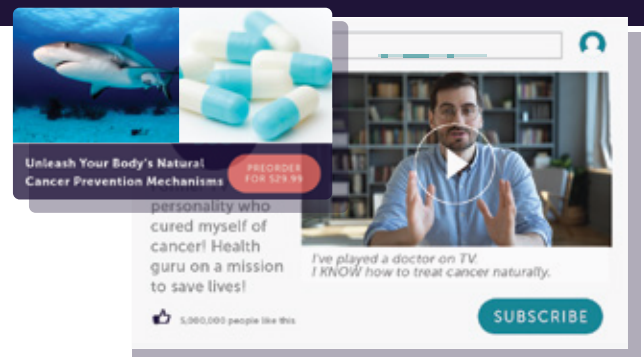 Unleash Your Body's Natural
Cancer Prevention Mechanisms
PREORDER
FOR $29.99
personality who
cured myself of
cancer! Health
guru on a mission
to save lives!
5,000,000 people like this.
I've played a doctor on TV.
I KNOW how to treat cancer naturally.
SUBSCRIBE